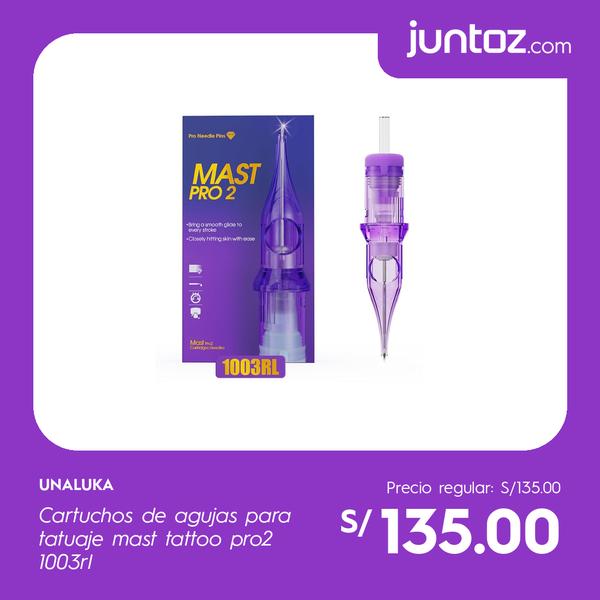 juntoz.com
Pro Needle Pins
MAST
PRO 2
•Bring a smooth glide to
every stroke
•Closely hitting skin with ease
Mast Pro2
Cartridges Needles
1003RL
UNALUKA
Cartuchos de agujas para
tatuaje mast tattoo pro2
1003rl
Precio regular: S/135.00
S/135.00